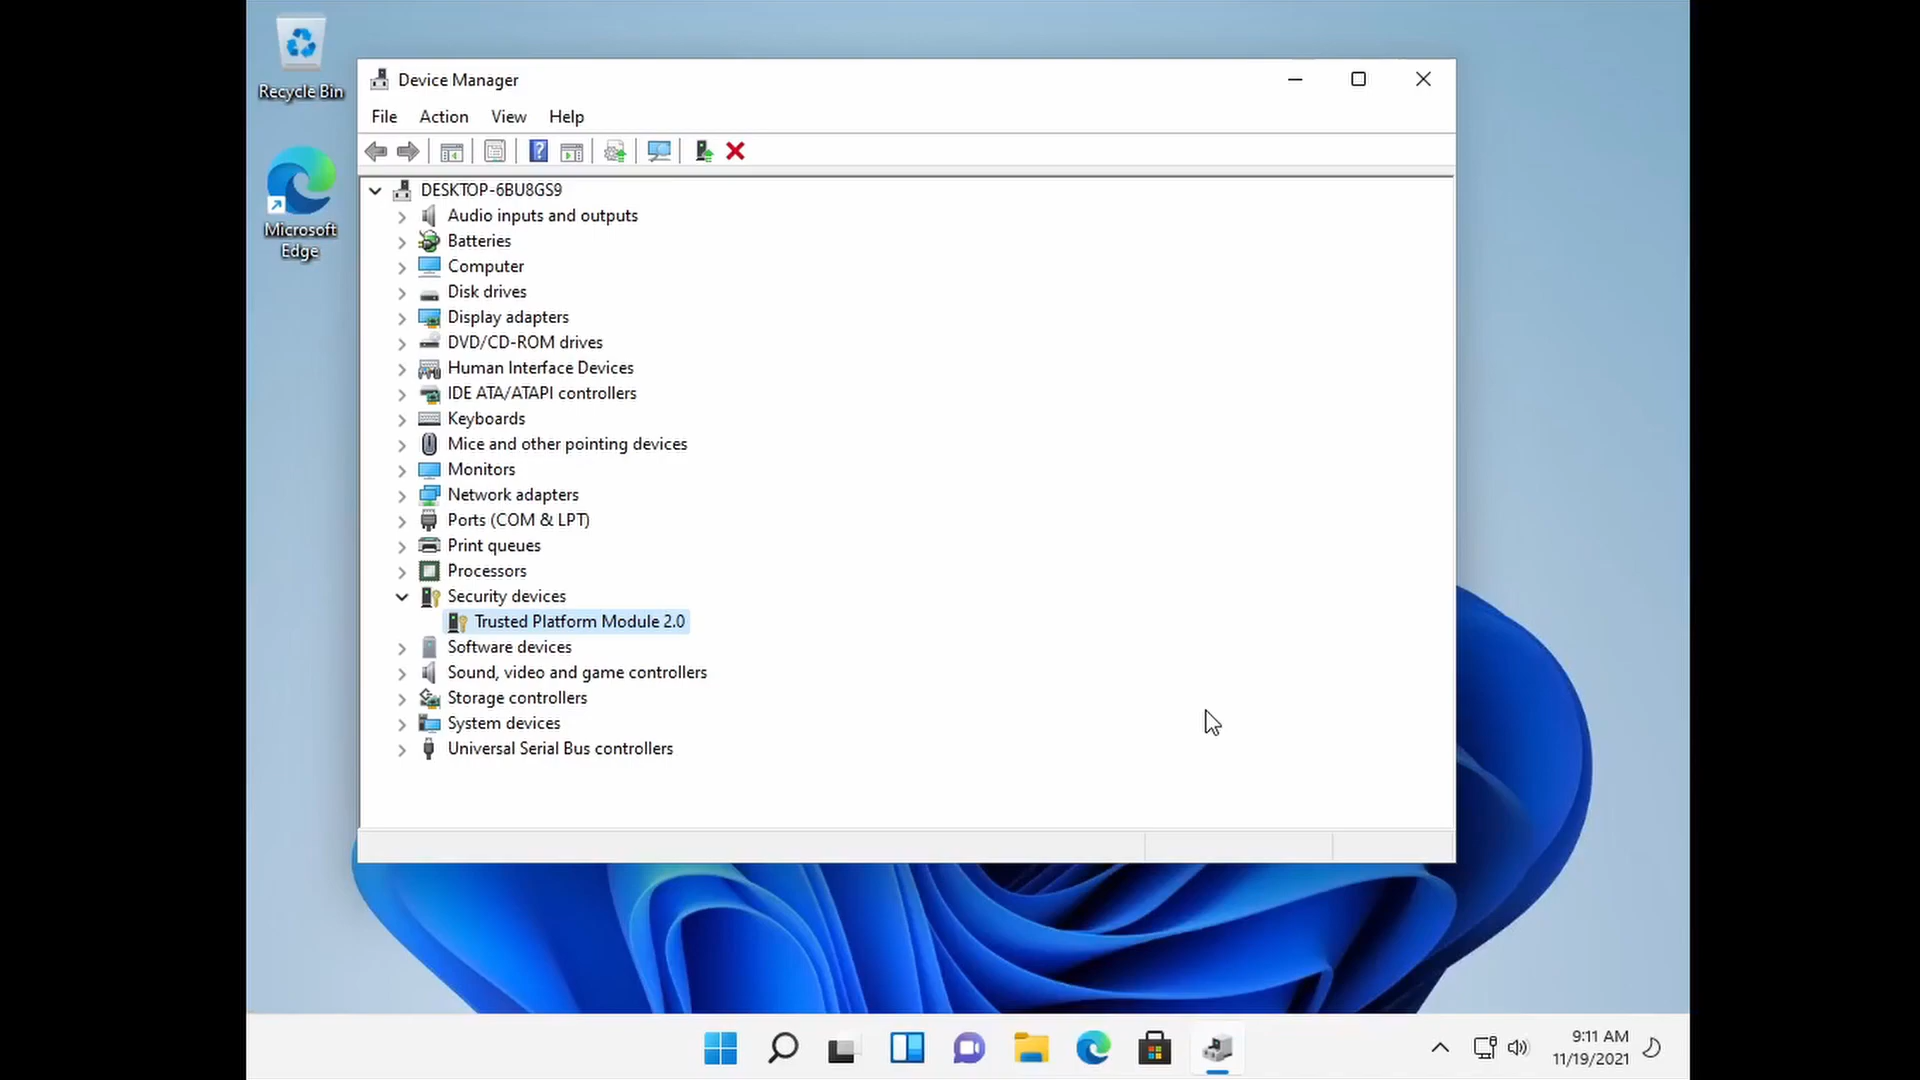 Recycle Bin
Microsoft
Edge
Device Manager
File Action View Help
?
DESKTOP-6BU8GS9
Audio inputs and outputs
Batteries
Computer
Disk drives
Display adapters
DVD/CD-ROM drives
Human Interface Devices
IDE ATA/ATAPI controllers
Keyboards
Mice and other pointing devices
Monitors
Network adapters
Ports (COM & LPT)
Print queues
Processors
Security devices
Trusted Platform Module 2.0
Software devices
Sound, video and game controllers
Storage controllers
System devices
Universal Serial Bus controllers
9:11 AM
11/19/2021